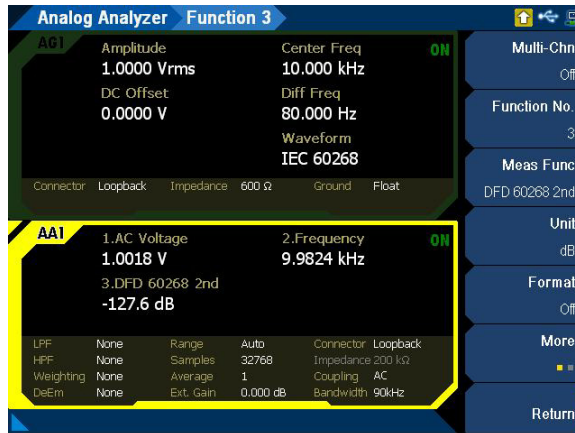 Analog Analyzer Function 3
AG1
Amplitude Center Freq ON
1.0000 Vrms 10.000 kHz
DC Offset Diff Freq
0.0000 V 80.000 Hz
Waveform
IEC 60268
Connector Loopback Impedance 600 Ω Ground Float
AA1
1.AC Voltage 2.Frequency ON
1.0018 V 9.9824 kHz
3.DFD 60268 2nd
-127.6 dB
LPF None Range Auto Connector Loopback
HPF None Samples 32768 Impedance 200 kΩ
Weighting None Average 1 Coupling AC
DeEm None Ext. Gain 0.000 dB Bandwidth 90kHz
Multi-Chn
Off
Function No.
3
Meas Func
DFD 60268 2nd
Unit
dB
Format
Off
More
Return